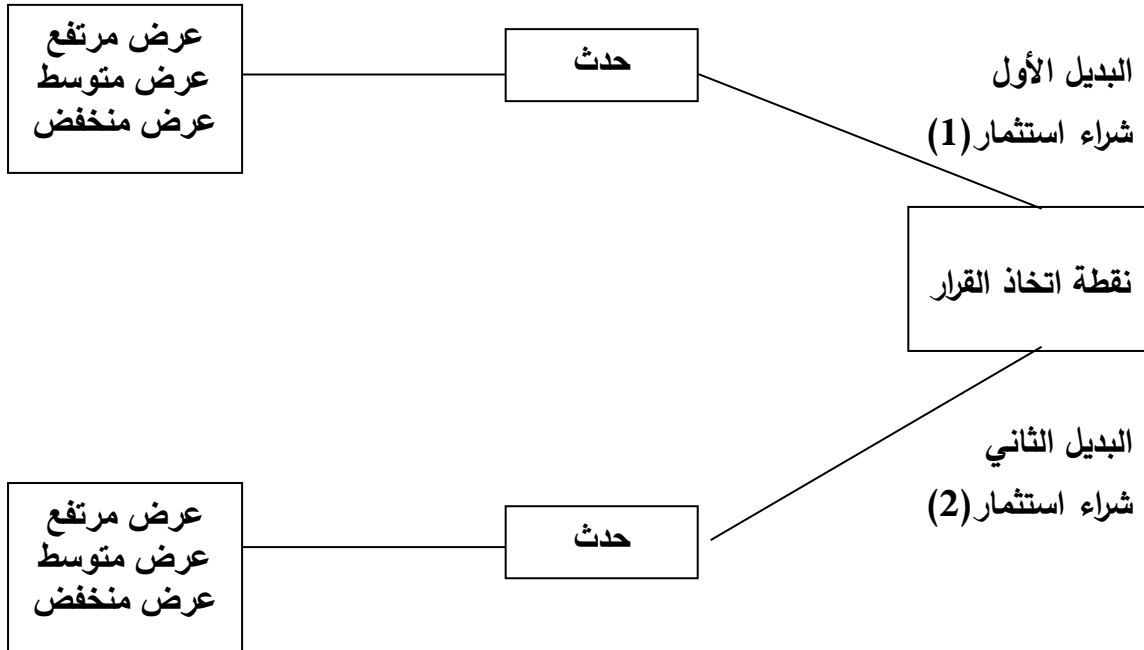 البديل الأول
شراء استثمار (1)
حدث
عرض مرتفع
عرض متوسط
عرض منخفض
نقطة اتخاذ القرار
البديل الثاني
شراء استثمار (2)
حدث
عرض مرتفع
عرض متوسط
عرض منخفض